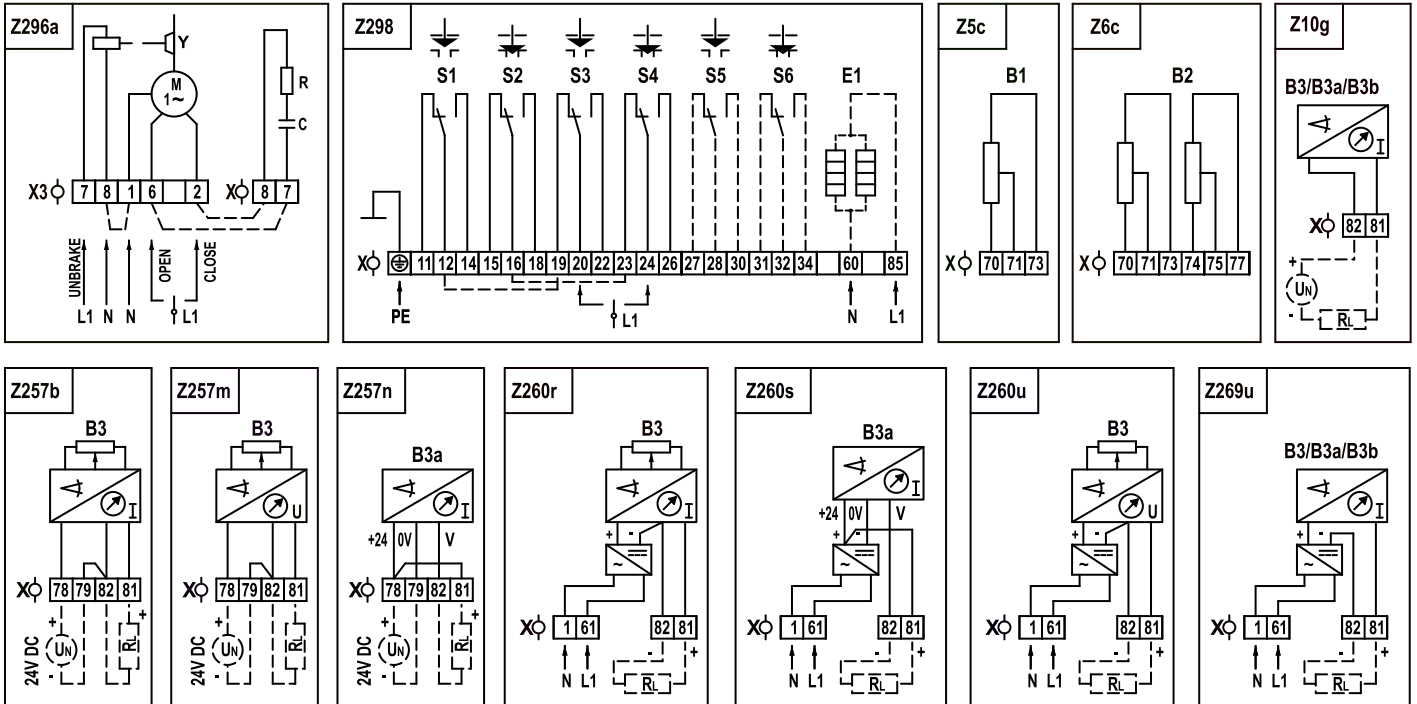 Z296a
Y
M
1~
R
C
X3 7 8 1 6 2 X 8 7
UNBRAKE
OPEN
CLOSE
L1 N N L1
Z298
S1 S2 S3 S4 S5 S6 E1
X 11 12 14 15 16 18 19 20 22 23 24 26 27 28 30 31 32 34 60 85
PE L1 N L1
Z5c
B1
X 70 71 73
Z6c
B2
X 70 71 73 74 75 77
Z10g
B3/B3a/B3b
I
X 82 81
+
UN
-
RL
Z257b
B3
I
X 78 79 82 81
+ +
24V DC UN RL
-
Z257m
B3
U
X 78 79 82 81
+ +
24V DC UN RL
-
Z257n
B3a
I
+24 0V V
X 78 79 82 81
+ +
24V DC UN RL
-
Z260r
B3
I
+ -
~
X 1 61 82 81
- +
N L1 RL
Z260s
B3a
I
+24 0V V
+ -
~
X 1 61 82 81
- +
N L1 RL
Z260u
B3
U
+ -
~
X 1 61 82 81
- +
N L1 RL
Z269u
B3/B3a/B3b
I
+ -
~
X 1 61 82 81
- +
N L1 RL